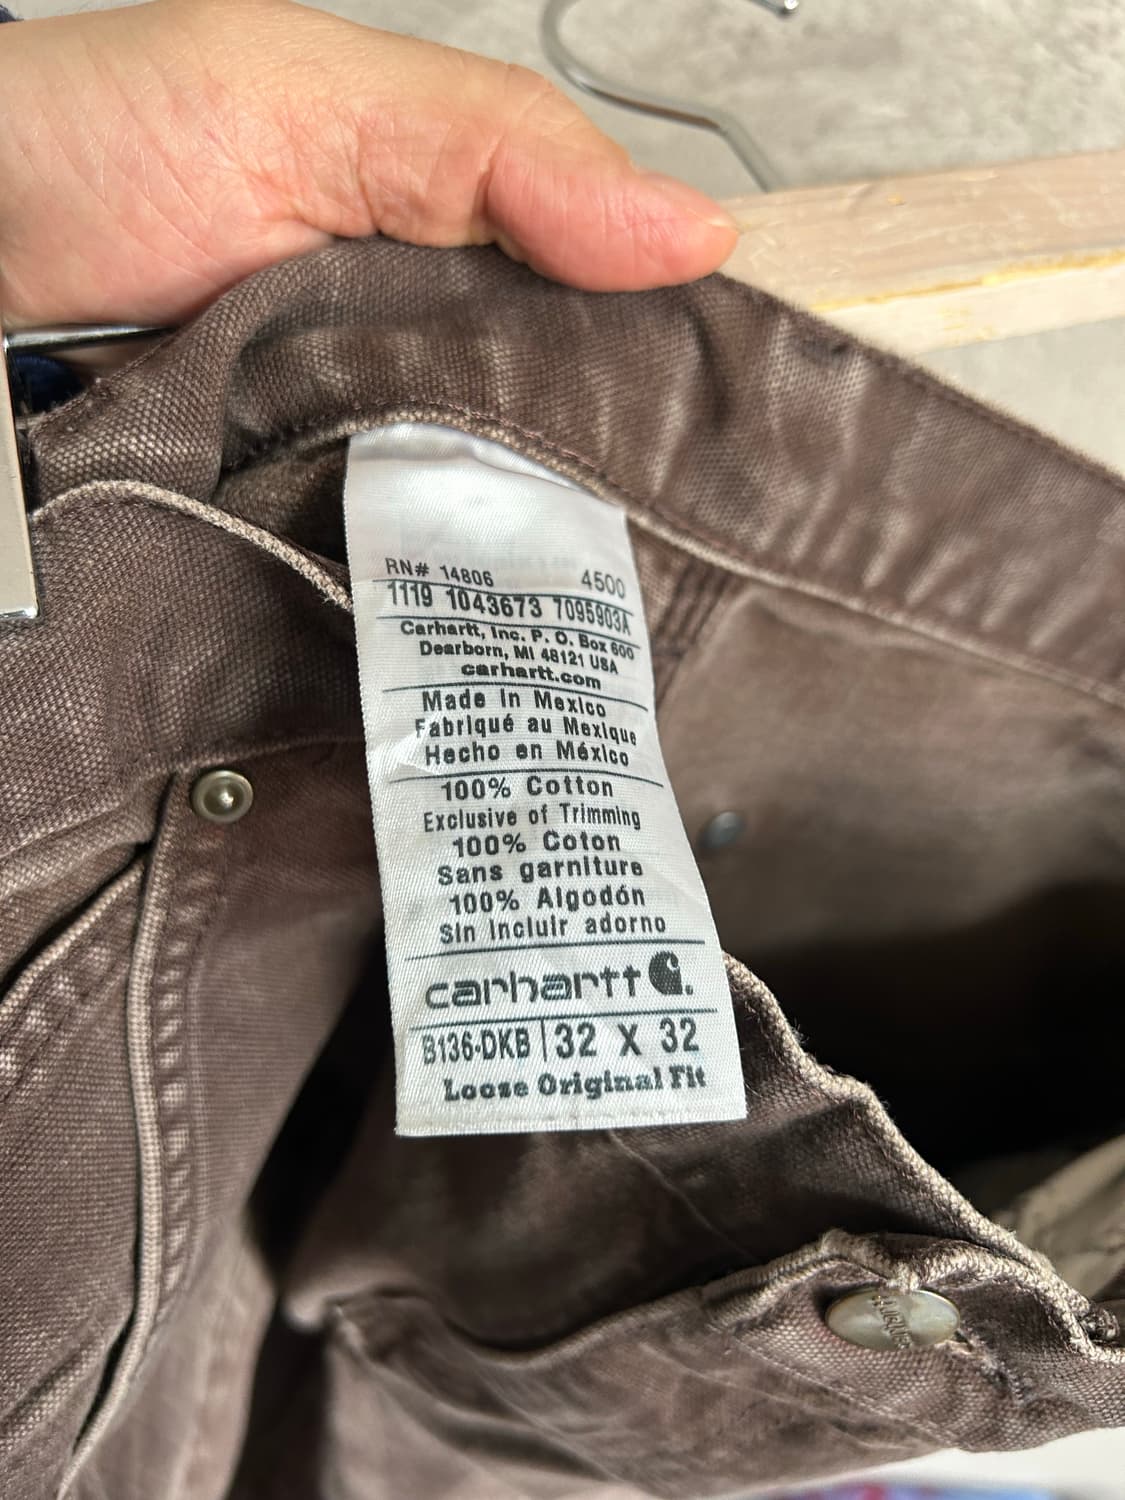 RN# 14806 4500
1119 1043673 7095903A
Carhartt, Inc. P. O. Box 600
Dearborn, MI 48121 USA
carhartt.com
Made in Mexico
Fabriqué au Mexique
Hecho en México
100% Cotton
Exclusive of Trimming
100% Coton
Sans garniture
100% Algodón
Sin incluir adorno
carhartt
B136-DKB | 32 X 32
Loose Original Fit